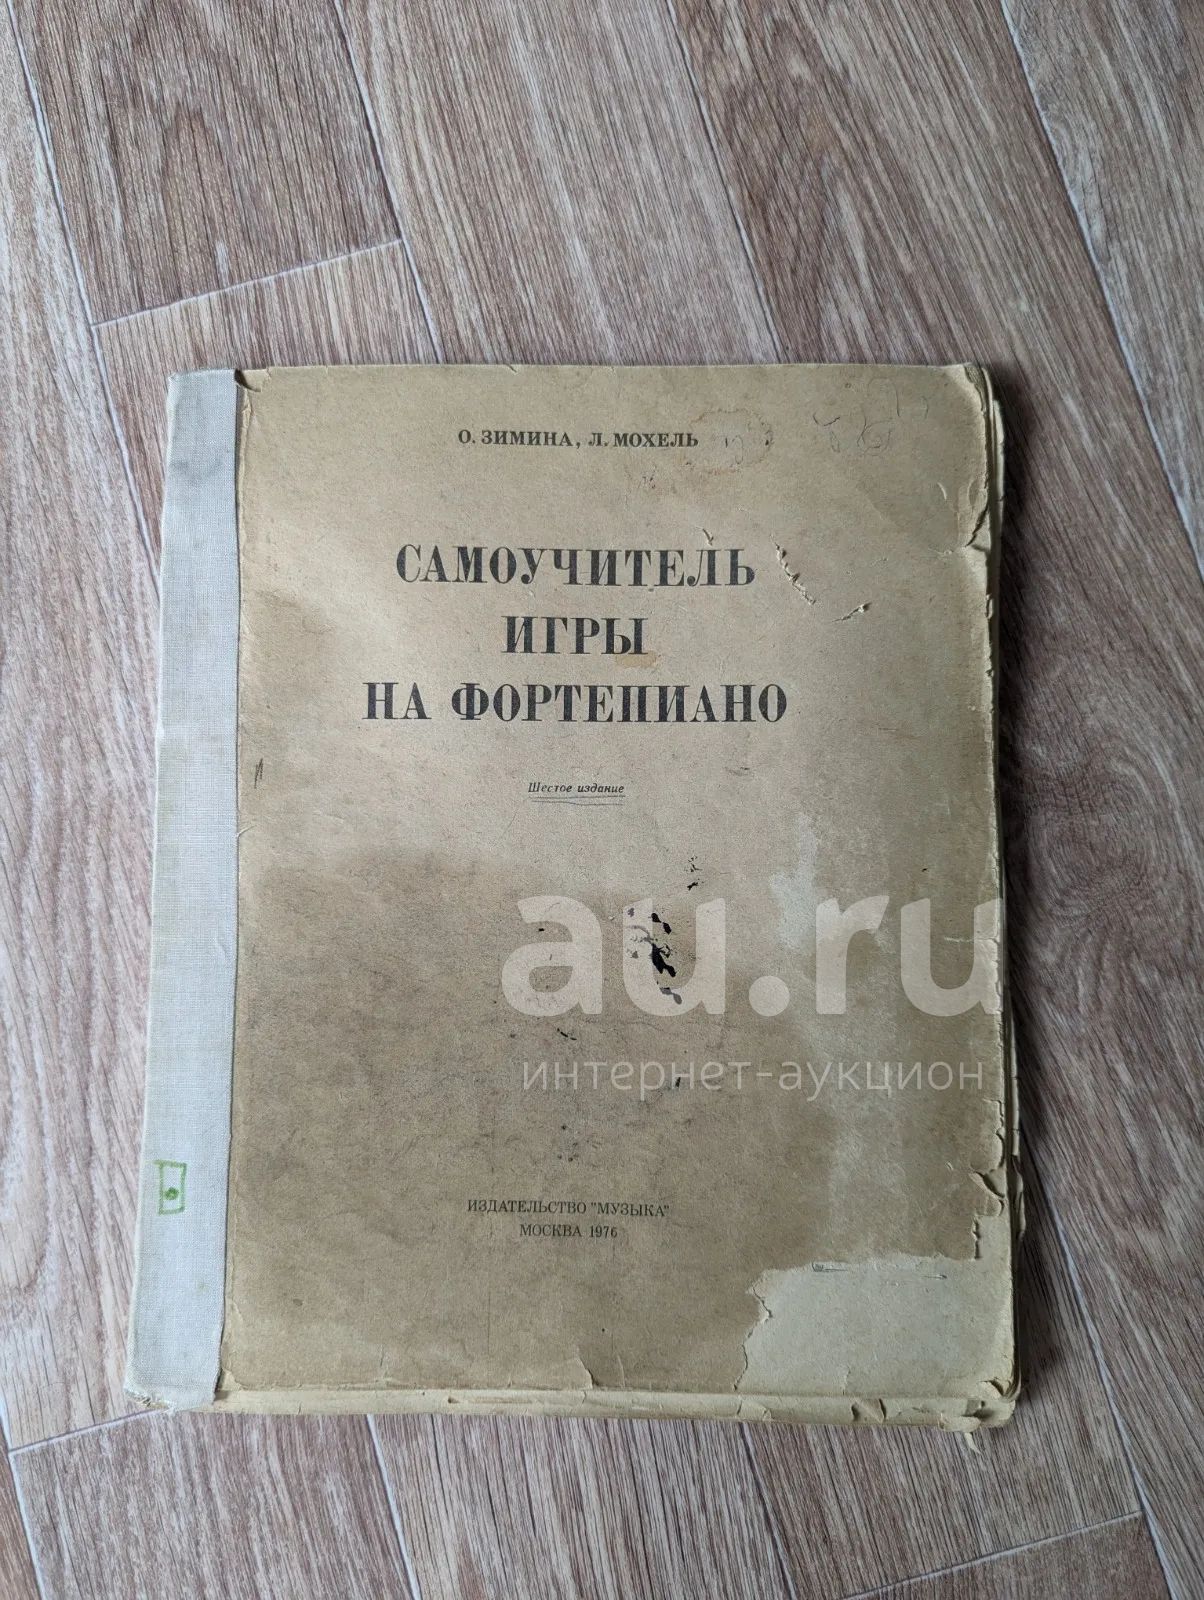 О. ЗИМИНА, Л. МОХЕЛЬ
САМОУЧИТЕЛЬ
ИГРЫ
НА ФОРТЕПИАНО
Шестое издание
au.ru
интернет-аукцион
ИЗДАТЕЛЬСТВО "МУЗЫКА"
МОСКВА 1976